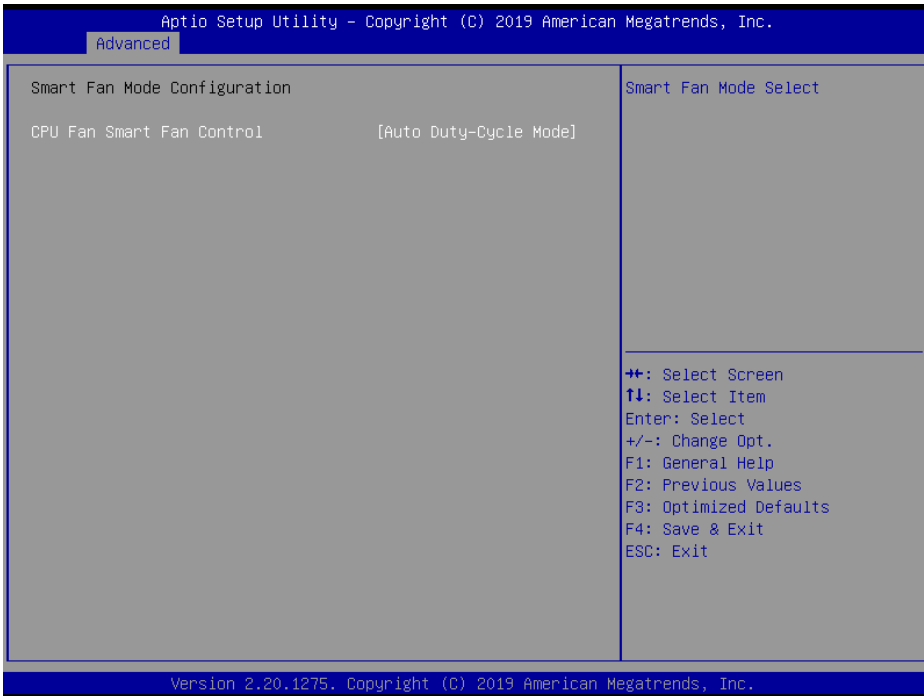 Aptio Setup Utility – Copyright (C) 2019 American Megatrends, Inc.
Advanced
Smart Fan Mode Configuration
CPU Fan Smart Fan Control [Auto Duty-Cycle Mode]
Smart Fan Mode Select
→←: Select Screen
↑↓: Select Item
Enter: Select
+/-: Change Opt.
F1: General Help
F2: Previous Values
F3: Optimized Defaults
F4: Save & Exit
ESC: Exit
Version 2.20.1275. Copyright (C) 2019 American Megatrends, Inc.